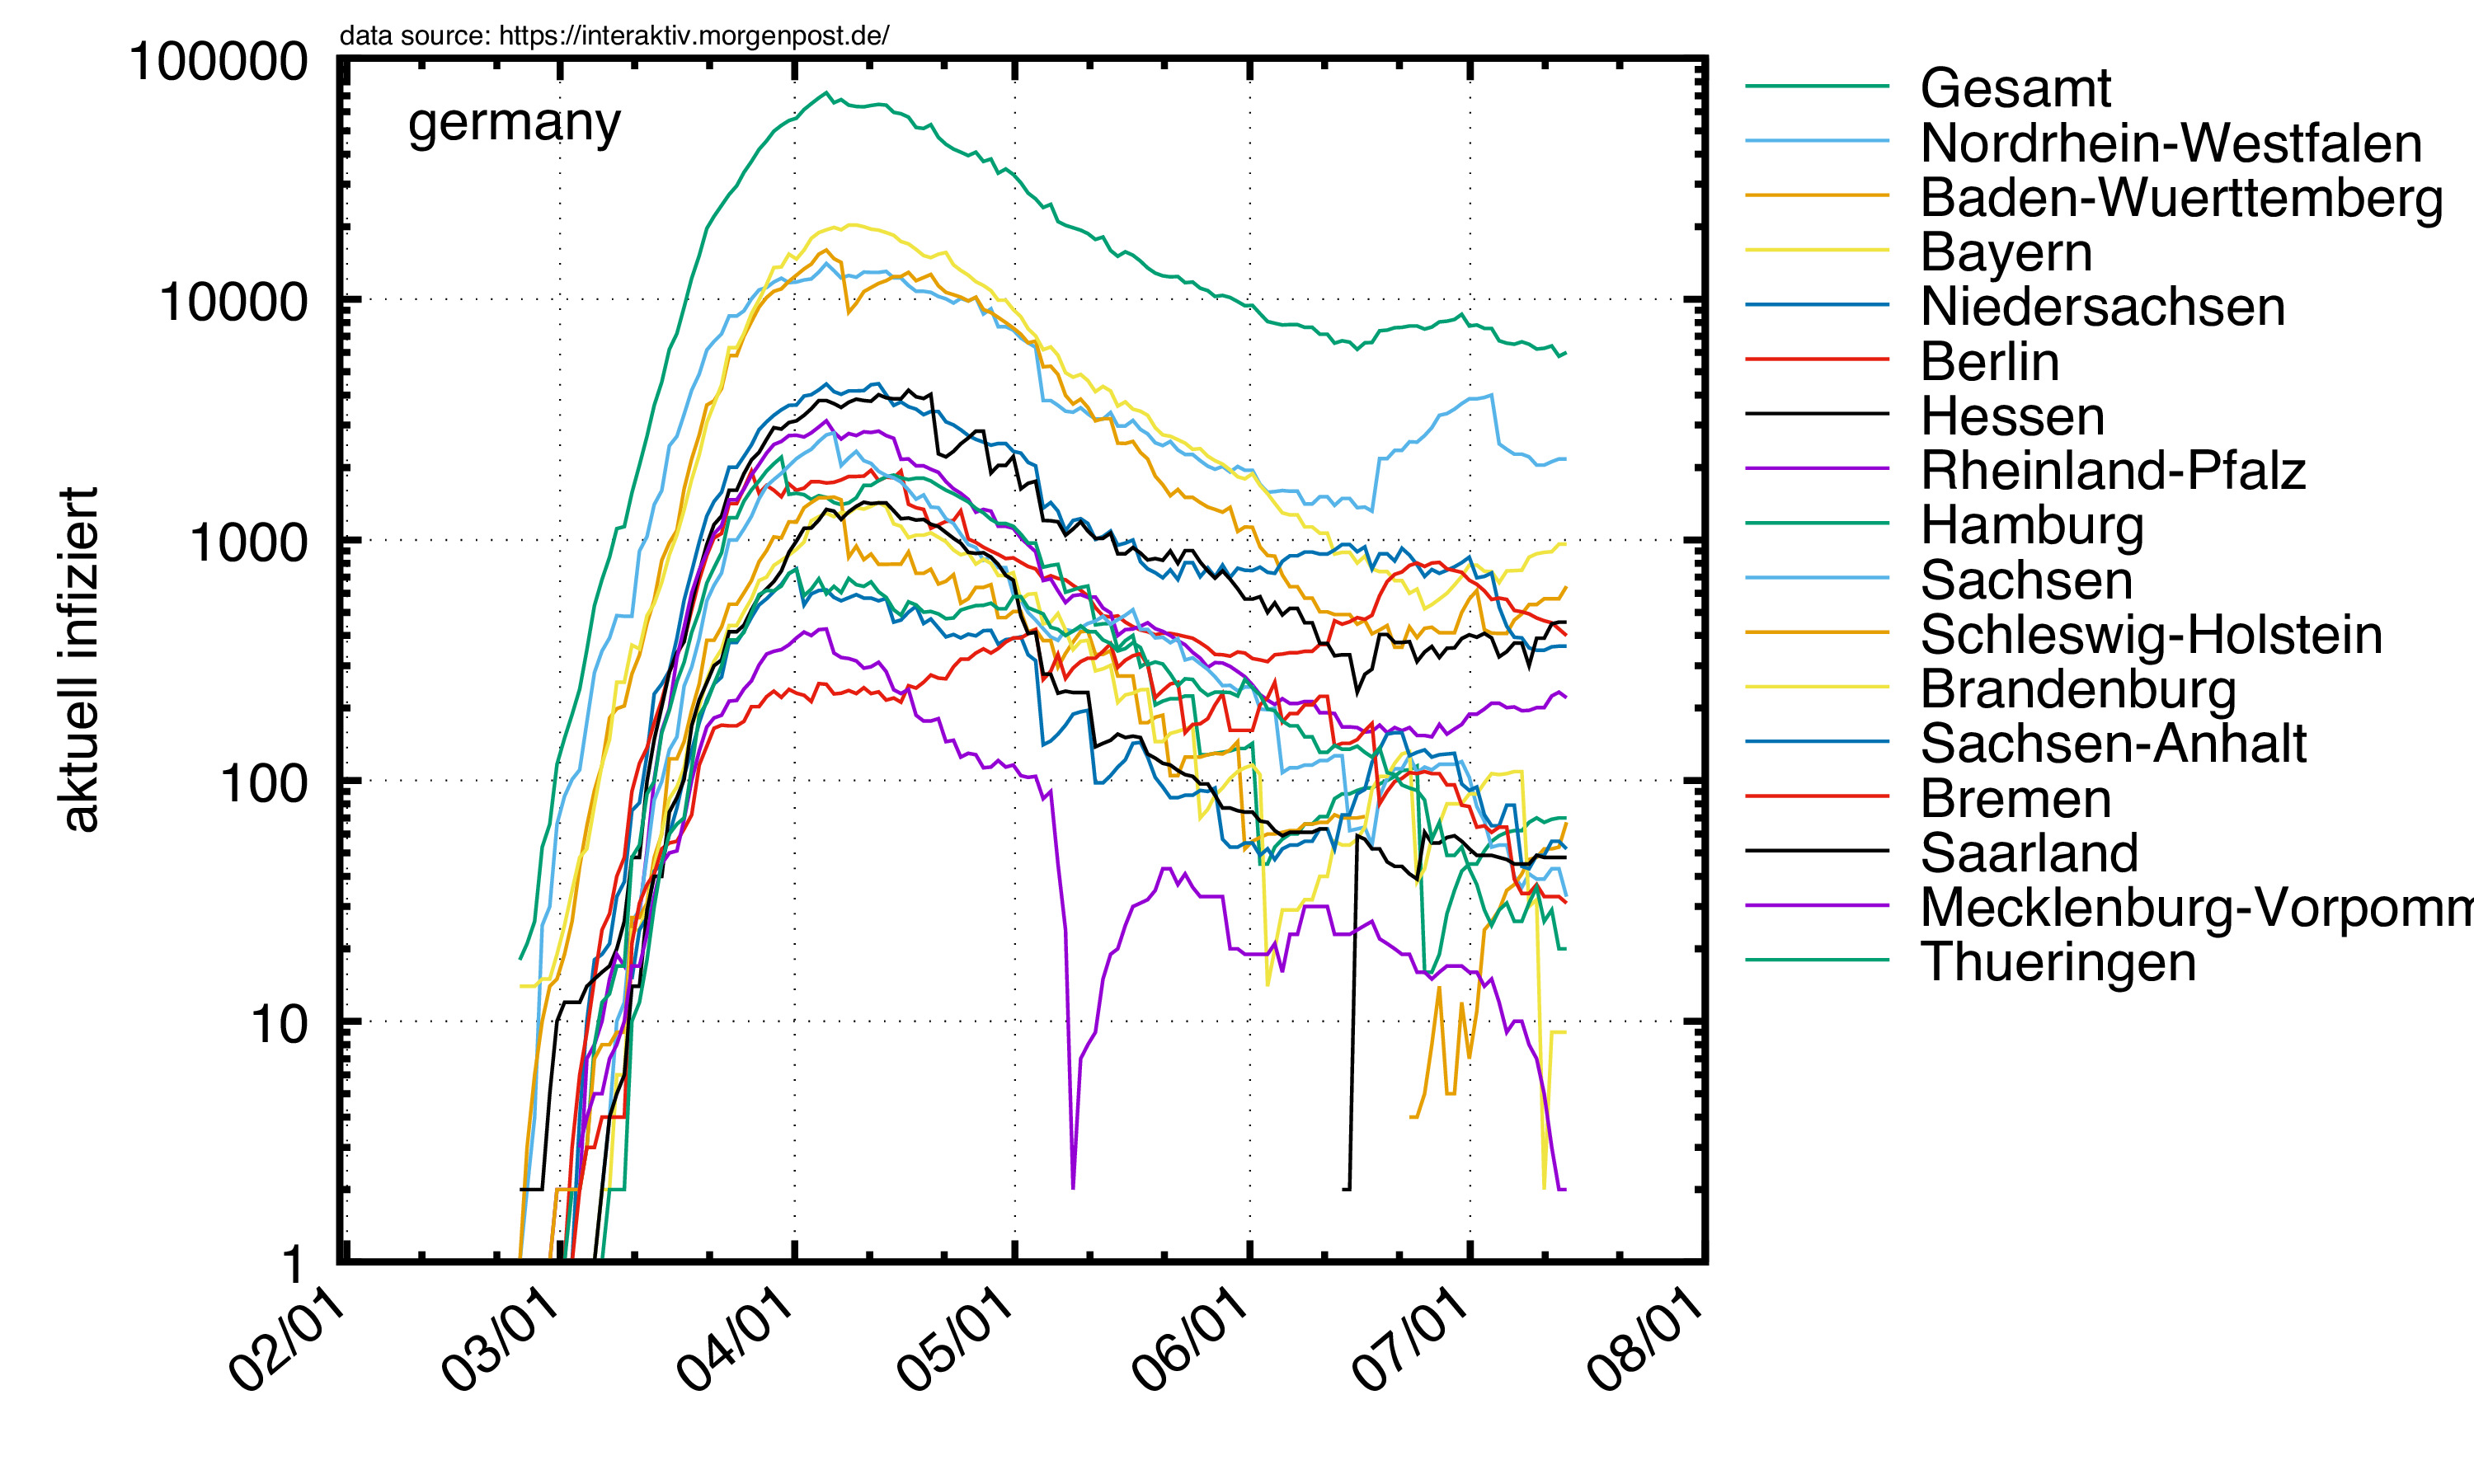 data source: https://interaktiv.morgenpost.de/
100000
10000
1000
100
10
1
aktuell infiziert
germany
02/01
03/01
04/01
05/01
06/01
07/01
08/01
Gesamt
Nordrhein-Westfalen
Baden-Wuerttemberg
Bayern
Niedersachsen
Berlin
Hessen
Rheinland-Pfalz
Hamburg
Sachsen
Schleswig-Holstein
Brandenburg
Sachsen-Anhalt
Bremen
Saarland
Mecklenburg-Vorpomm
Thueringen